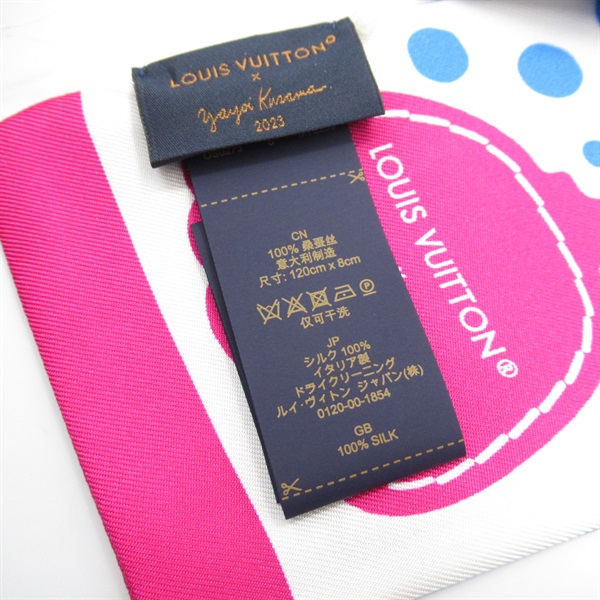 LOUIS VUITTON®
×
Yayoi Kusama
2023
CN
100% 桑蚕丝
意大利制造
尺寸: 120cm x 8cm
仅可干洗
JP
シルク 100%
イタリア製
ドライクリーニング
ルイ・ヴィトン ジャパン(株)
0120-00-1854
GB
100% SILK
LOUIS VUITTON®